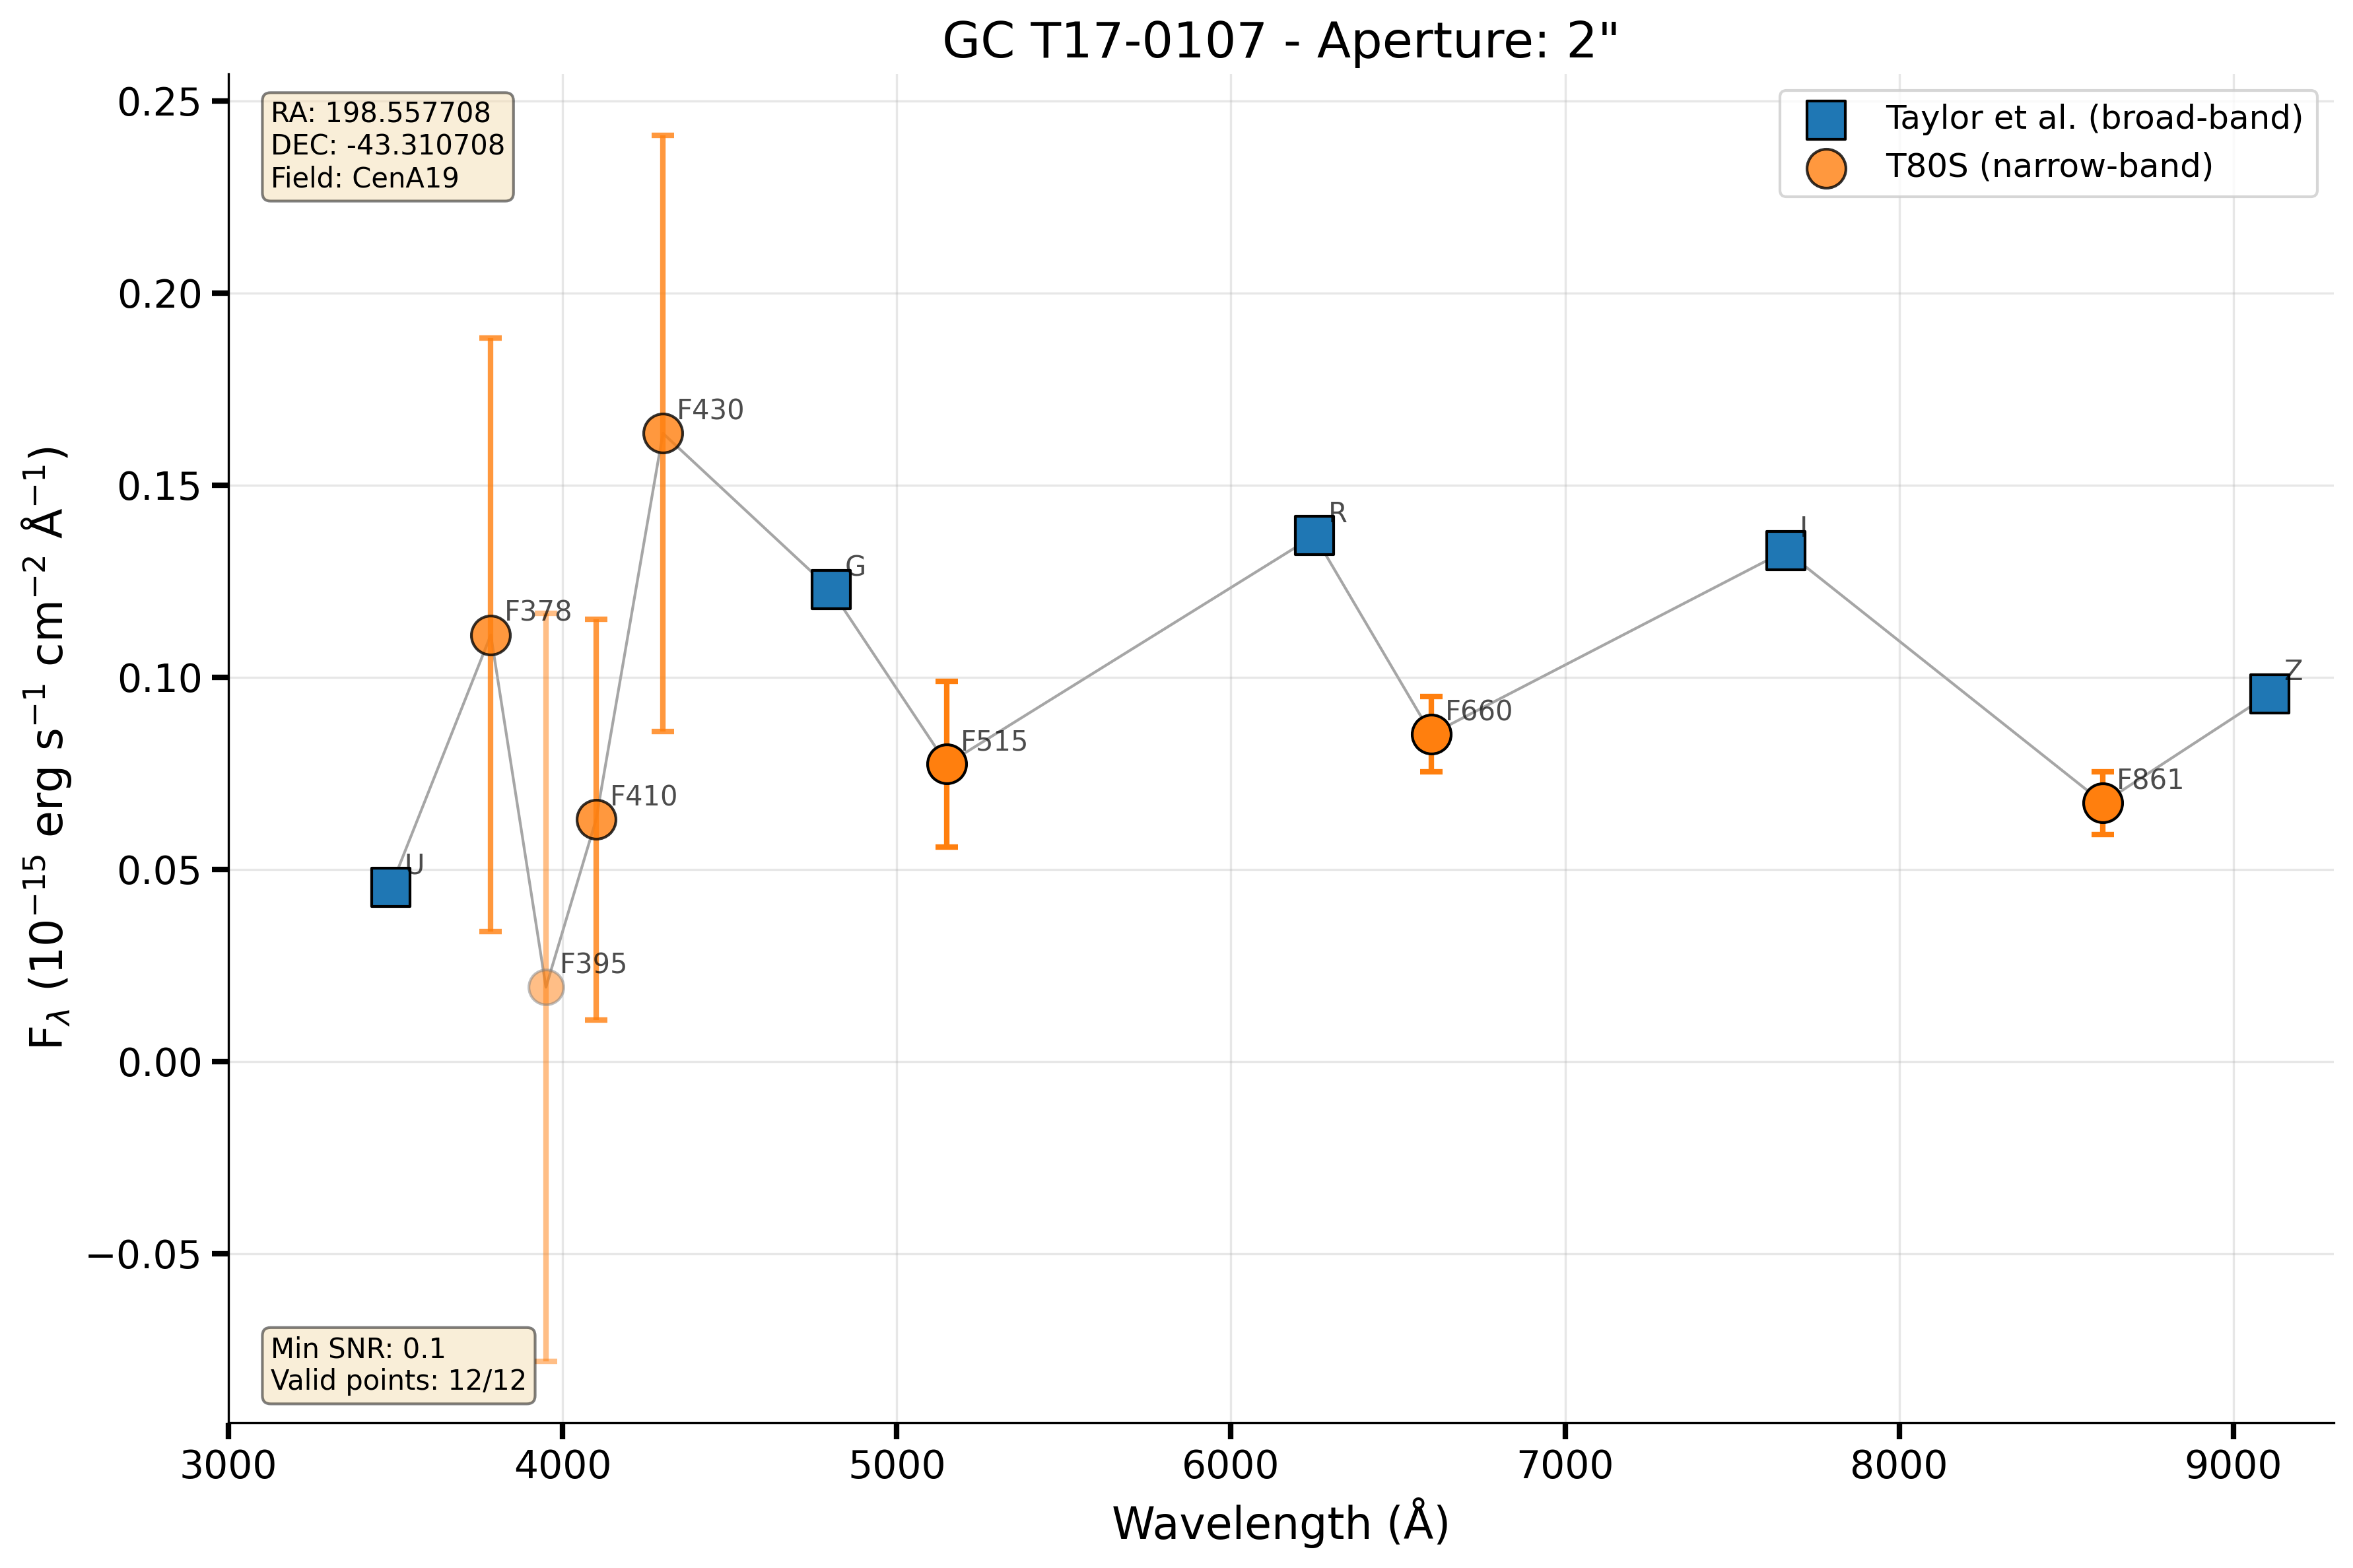 GC T17-0107 - Aperture: 2"
RA: 198.557708
DEC: -43.310708
Field: CenA19
Taylor et al. (broad-band)
T80S (narrow-band)
0.25
0.20
0.15
0.10
0.05
0.00
−0.05
F430
R
I
G
F378
Z
F660
F515
F861
F410
U
F395
Min SNR: 0.1
Valid points: 12/12
3000
4000
5000
6000
7000
8000
9000
Wavelength (Å)
Fλ (10⁻¹⁵ erg s⁻¹ cm⁻² Å⁻¹)